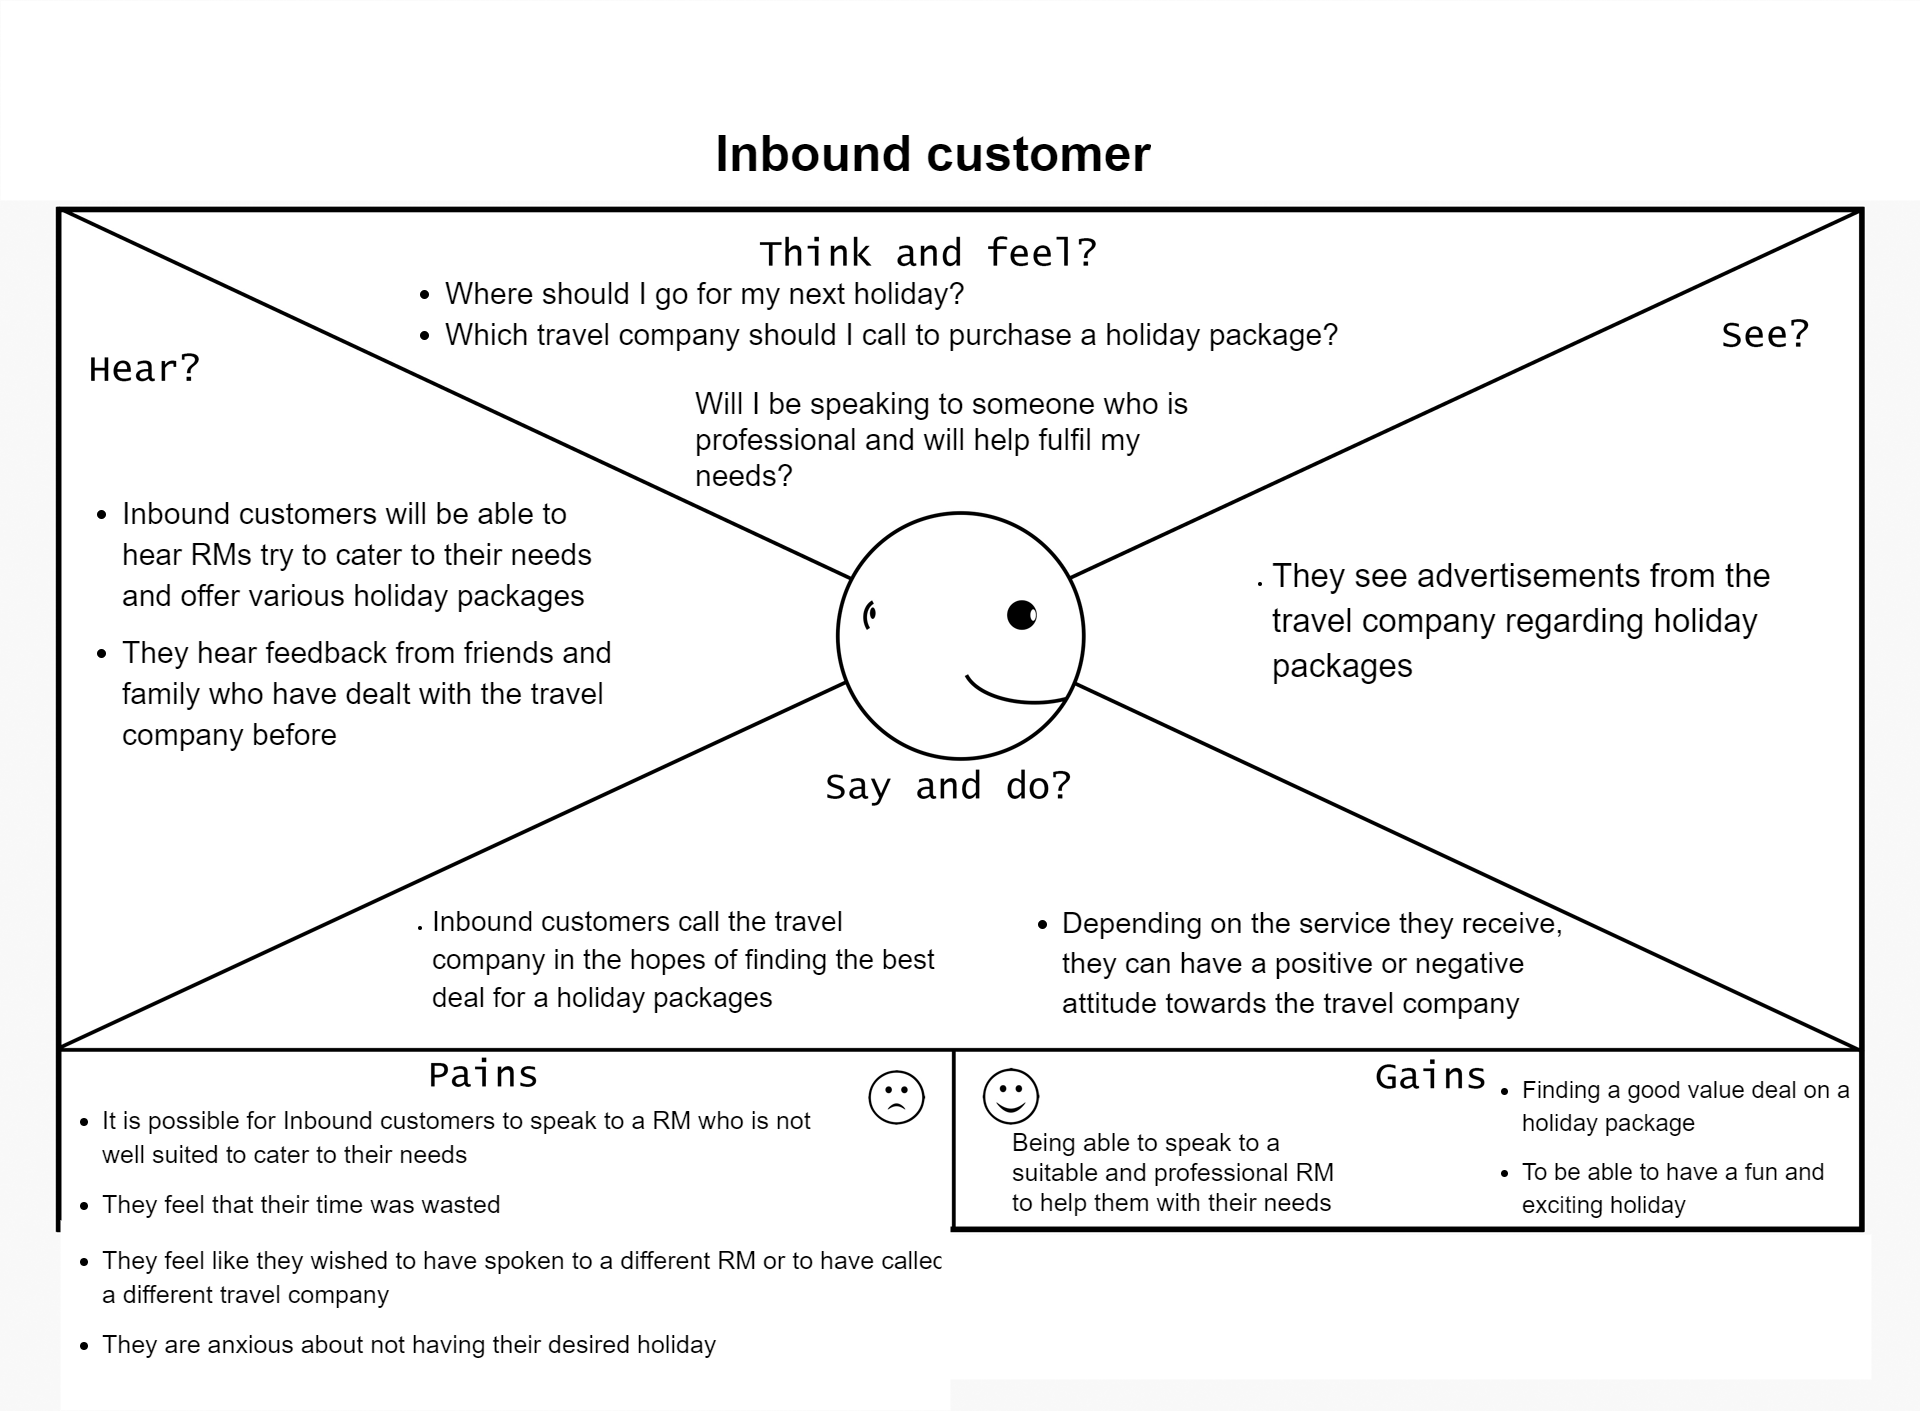 Inbound customer
Think and feel?
• Where should I go for my next holiday?
• Which travel company should I call to purchase a holiday package?
Will I be speaking to someone who is
professional and will help fulfil my
needs?
Hear?
• Inbound customers will be able to
hear RMs try to cater to their needs
and offer various holiday packages
• They hear feedback from friends and
family who have dealt with the travel
company before
See?
. They see advertisements from the
travel company regarding holiday
packages
Say and do?
. Inbound customers call the travel
company in the hopes of finding the best
deal for a holiday packages
• Depending on the service they receive,
they can have a positive or negative
attitude towards the travel company
Pains
• It is possible for Inbound customers to speak to a RM who is not
well suited to cater to their needs
• They feel that their time was wasted
• They feel like they wished to have spoken to a different RM or to have called
a different travel company
• They are anxious about not having their desired holiday
Gains
Being able to speak to a
suitable and professional RM
to help them with their needs
• Finding a good value deal on a
holiday package
• To be able to have a fun and
exciting holiday